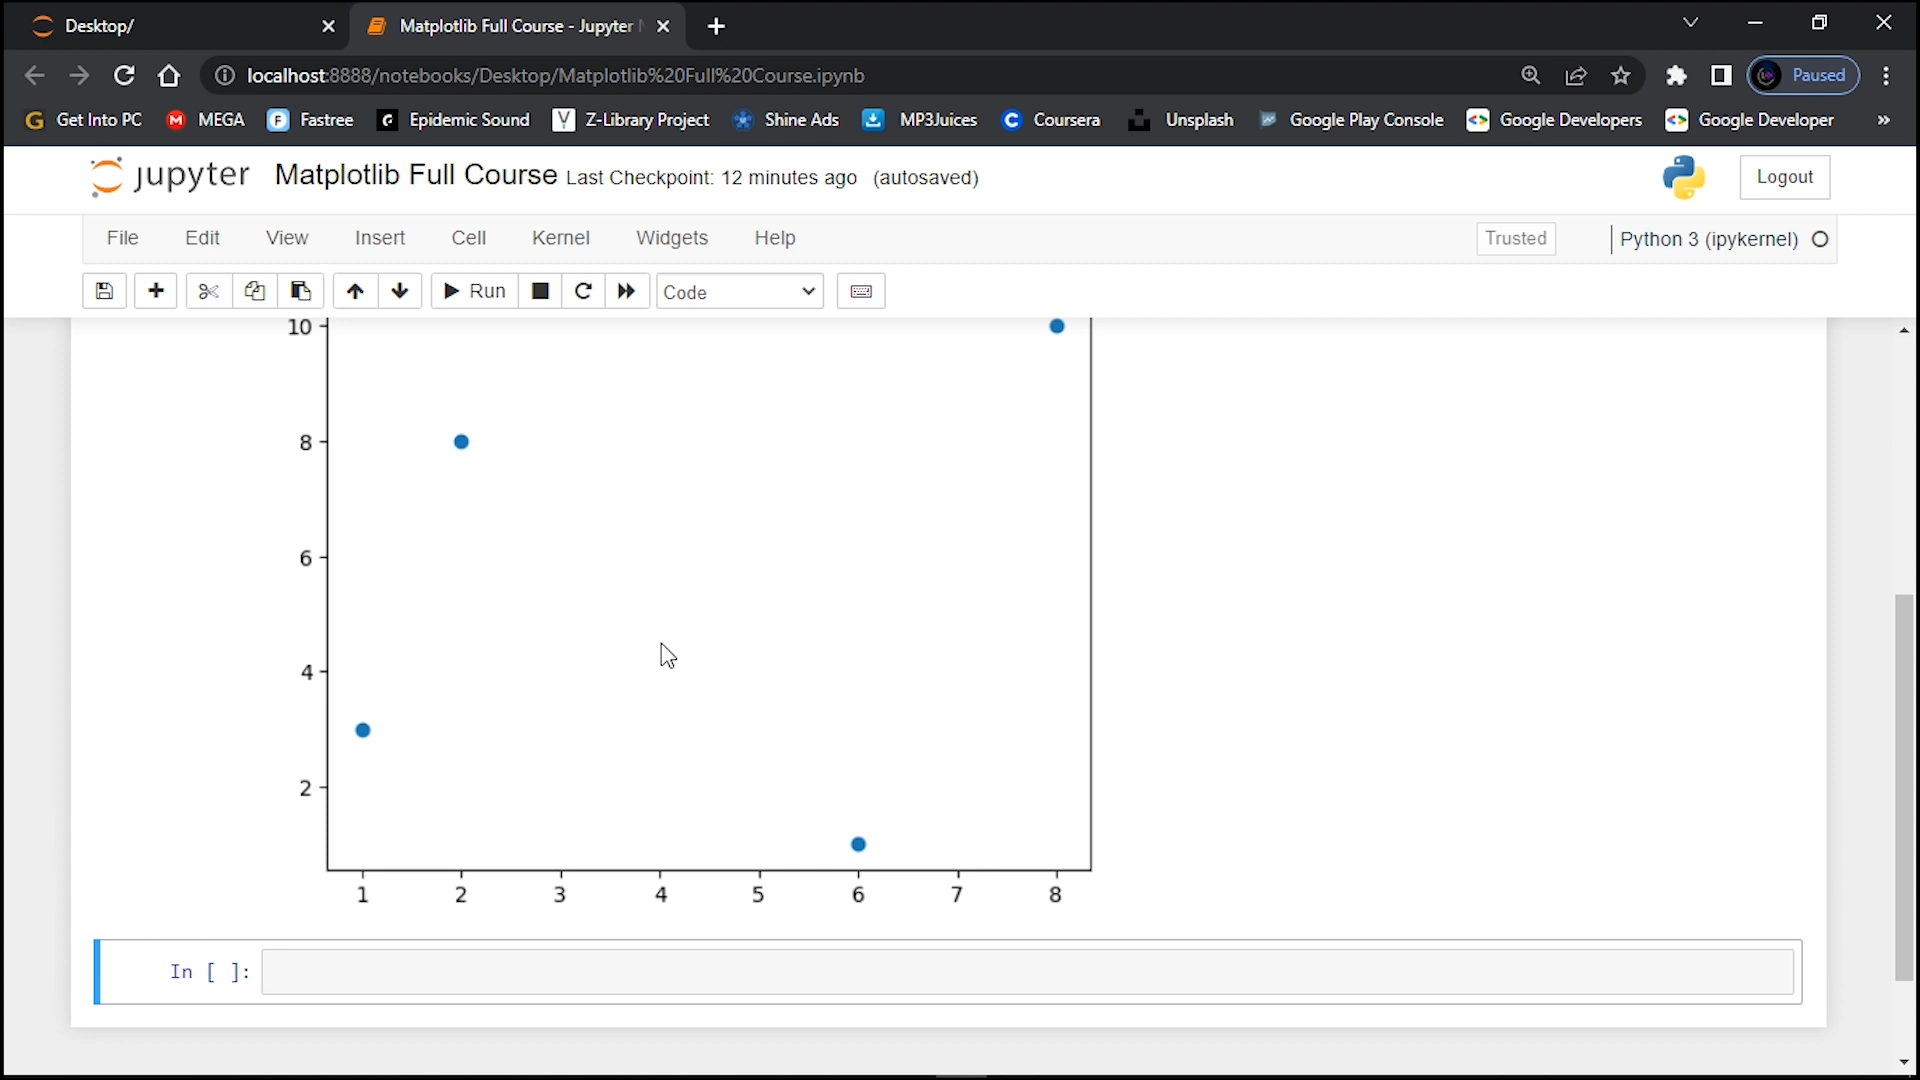 Desktop/
Matplotlib Full Course - Jupyter
localhost:8888/notebooks/Desktop/Matplotlib%20Full%20Course.ipynb
Paused
Get Into PC MEGA Fastree Epidemic Sound Z-Library Project Shine Ads MP3Juices Coursera Unsplash Google Play Console Google Developers Google Developer »
jupyter Matplotlib Full Course Last Checkpoint: 12 minutes ago (autosaved)
Logout
File Edit View Insert Cell Kernel Widgets Help
Trusted Python 3 (ipykernel)
Run Code
10
8
6
4
2
1 2 3 4 5 6 7 8
In [ ]: